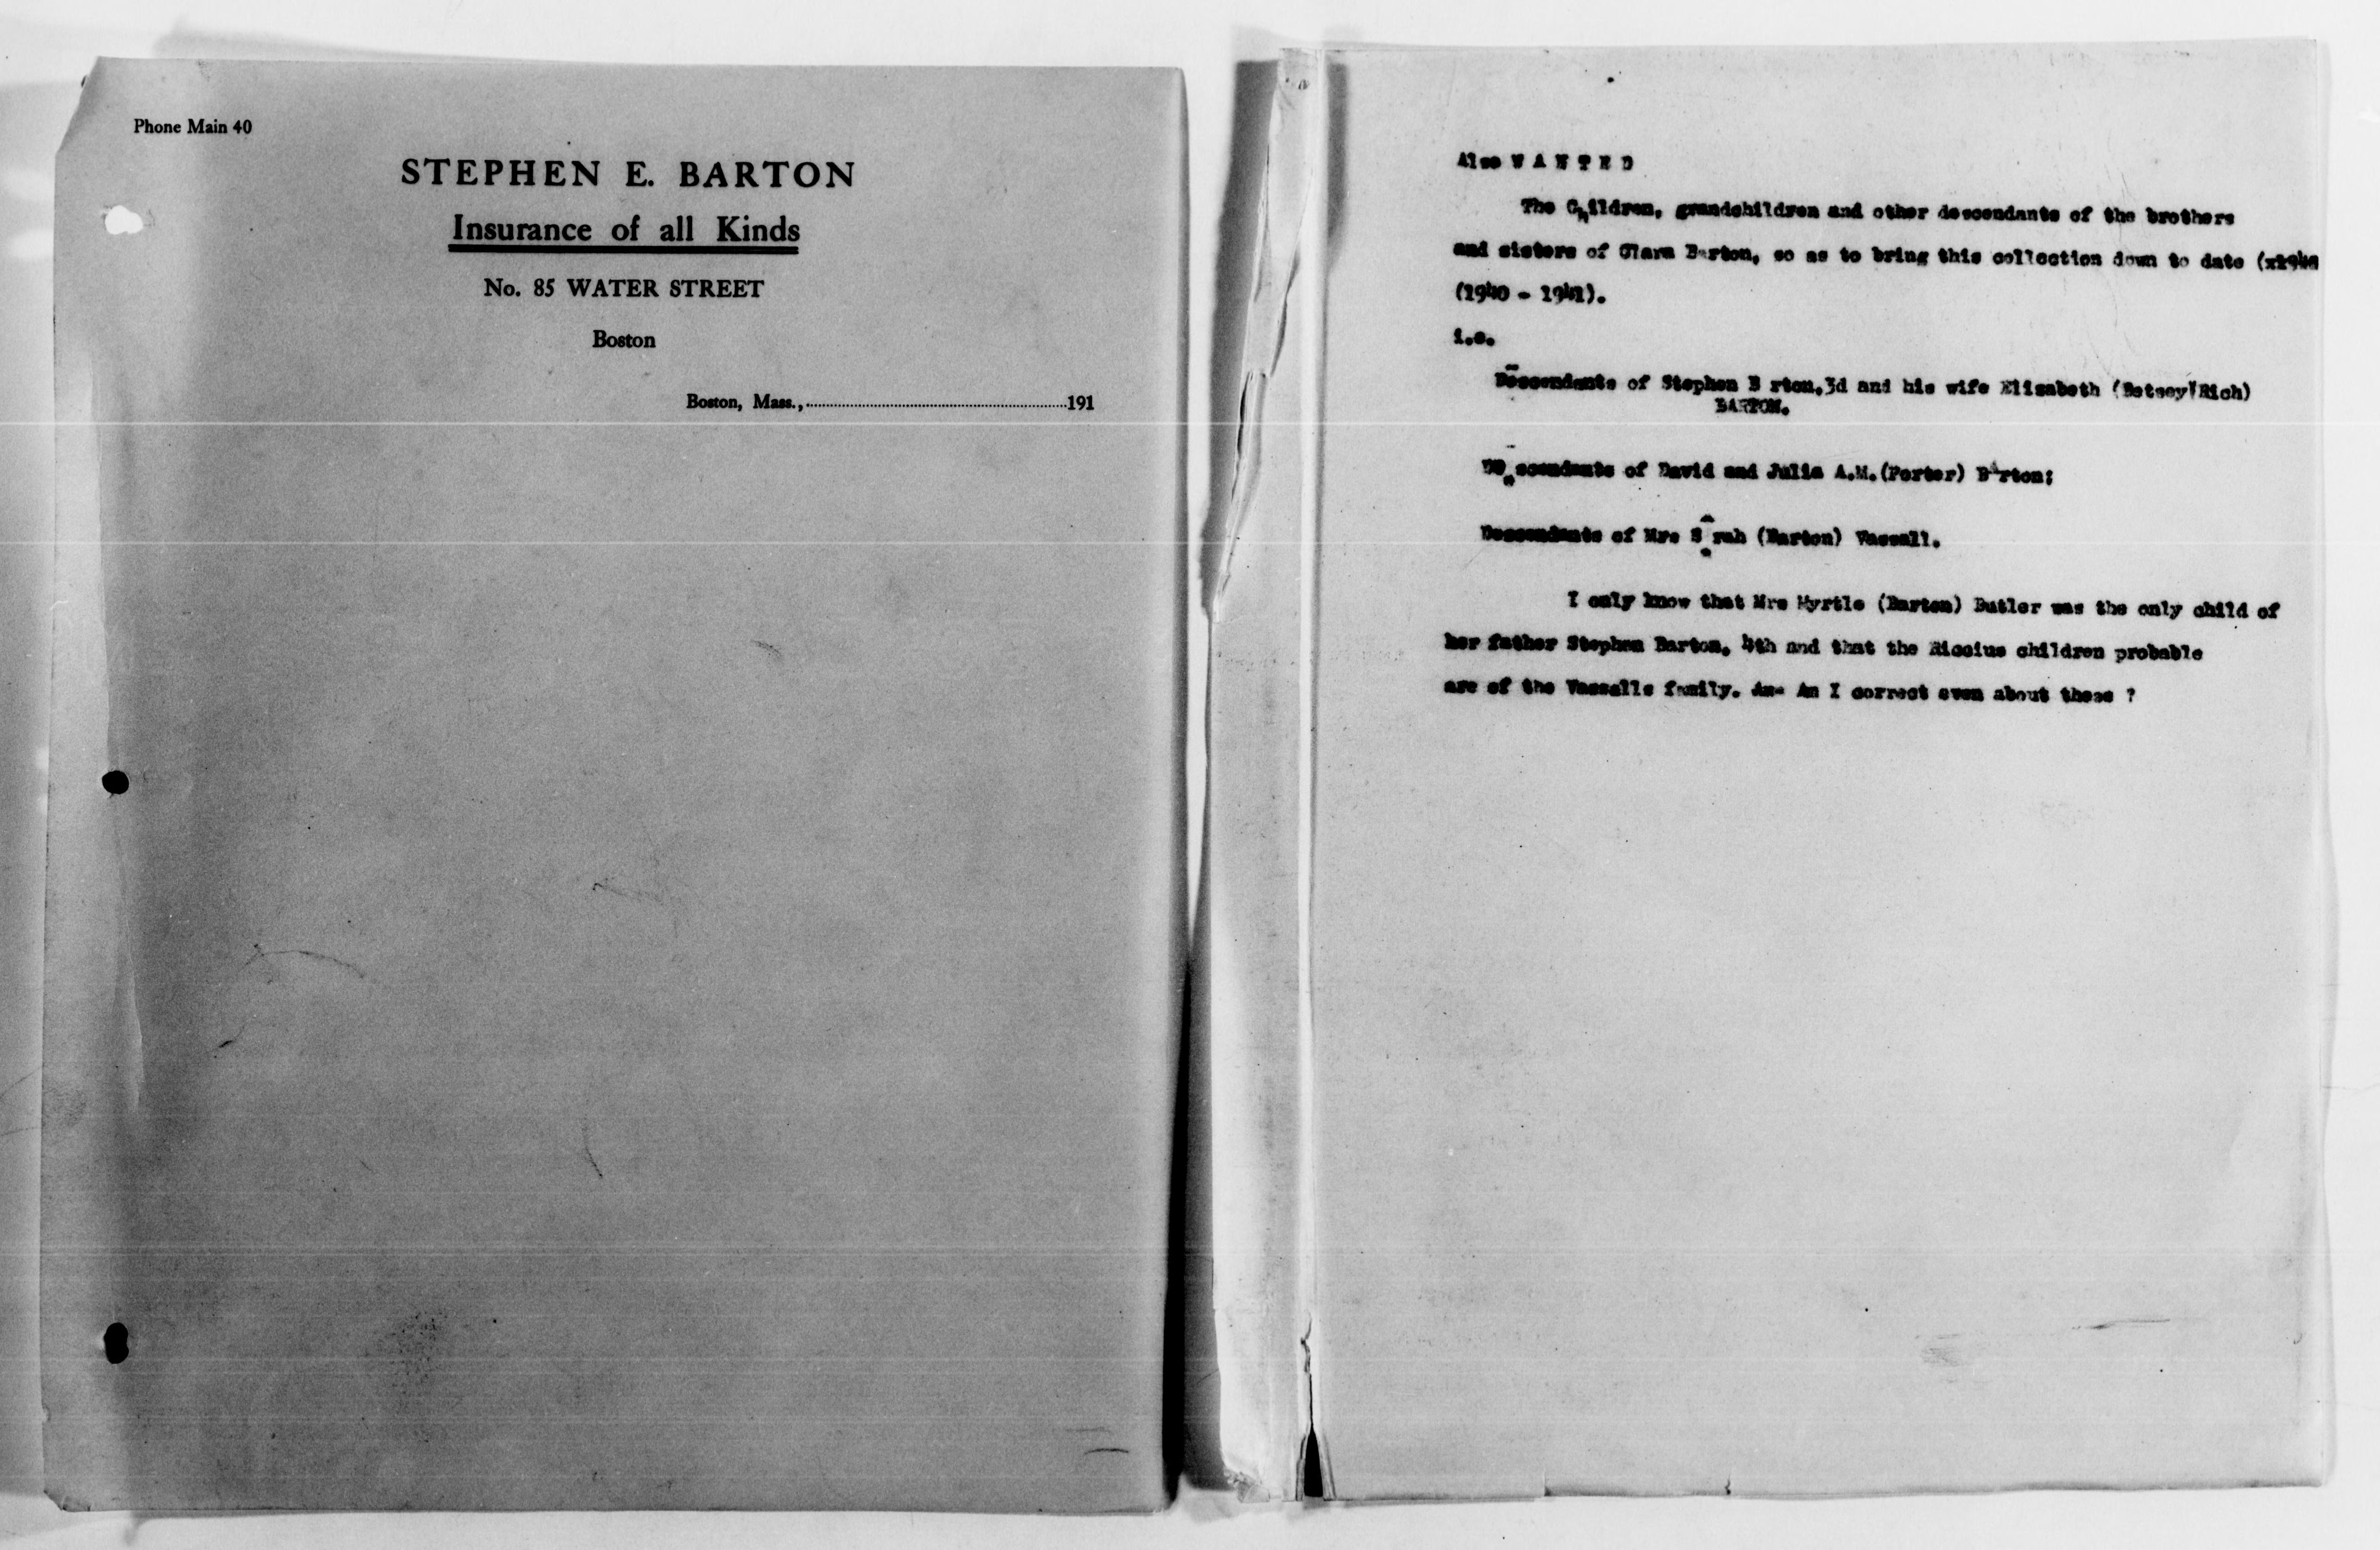 Phone Main 40
STEPHEN E. BARTON
Insurance of all Kinds
No. 85 WATER STREET
Boston
Boston, Mass., 191
Also W A N T E D
The Children, grandchildren and other descendants of the brothers
and sisters of Clara Barton, so as to bring this collection down to date (x1940
(1940 - 1941).
i.e.
Descendants of Stephen B rton,3d and his wife Elizabeth (Betsey Rich)
BARTON.
Descendants of David and Julia A.M.(Porter) Barton;
Descendants of Mrs Sarah (Barton) Vassall.
I only know that Mrs Myrtle (Barton) Butler was the only child of
her father Stephen Barton, 4th and that the Riccius children probable
are of the Vassalls family. Am- Am I correct even about these ?